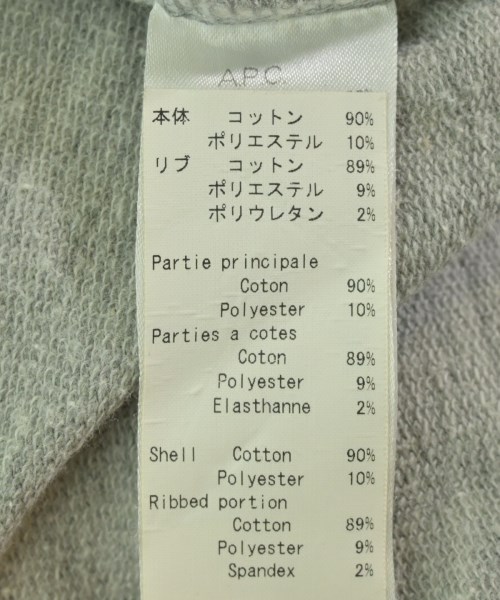 APC
本体 コットン 90%
ポリエステル 10%
リブ コットン 89%
ポリエステル 9%
ポリウレタン 2%
Partie principale
Coton 90%
Polyester 10%
Parties a cotes
Coton 89%
Polyester 9%
Elasthanne 2%
Shell Cotton 90%
Polyester 10%
Ribbed portion
Cotton 89%
Polyester 9%
Spandex 2%